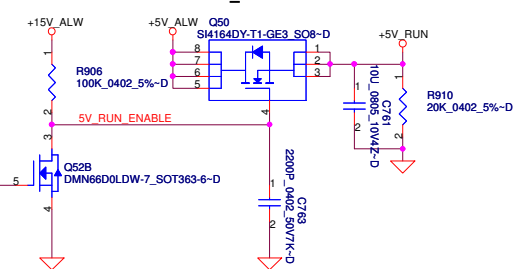 +15V_ALW
+5V_ALW
Q50
SI4164DY-T1-GE3_SO8~D
+5V_RUN
8
7
6
5
1
2
3
4
1
R906
100K_0402_5%~D
2
5V_RUN_ENABLE
1
C761
10U_0805_10V4Z~D
2
1
R910
20K_0402_5%~D
2
3
Q52B
DMN66D0LDW-7_SOT363-6~D
5
4
1
C763
2200P_0402_50V7K~D
2